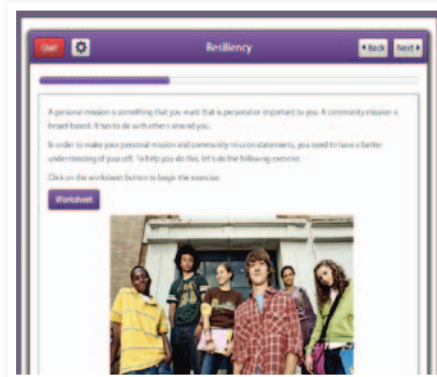 Resiliency
Back
Next
A personal mission is something that you want that is personal or important to you. A community mission is
broad-based. It has to do with others around you.
In order to make your personal mission and community mission statements, you need to have a better
understanding of yourself. To help you do this, let's do the following exercise.
Click on the worksheet button to begin the exercise.
Worksheet